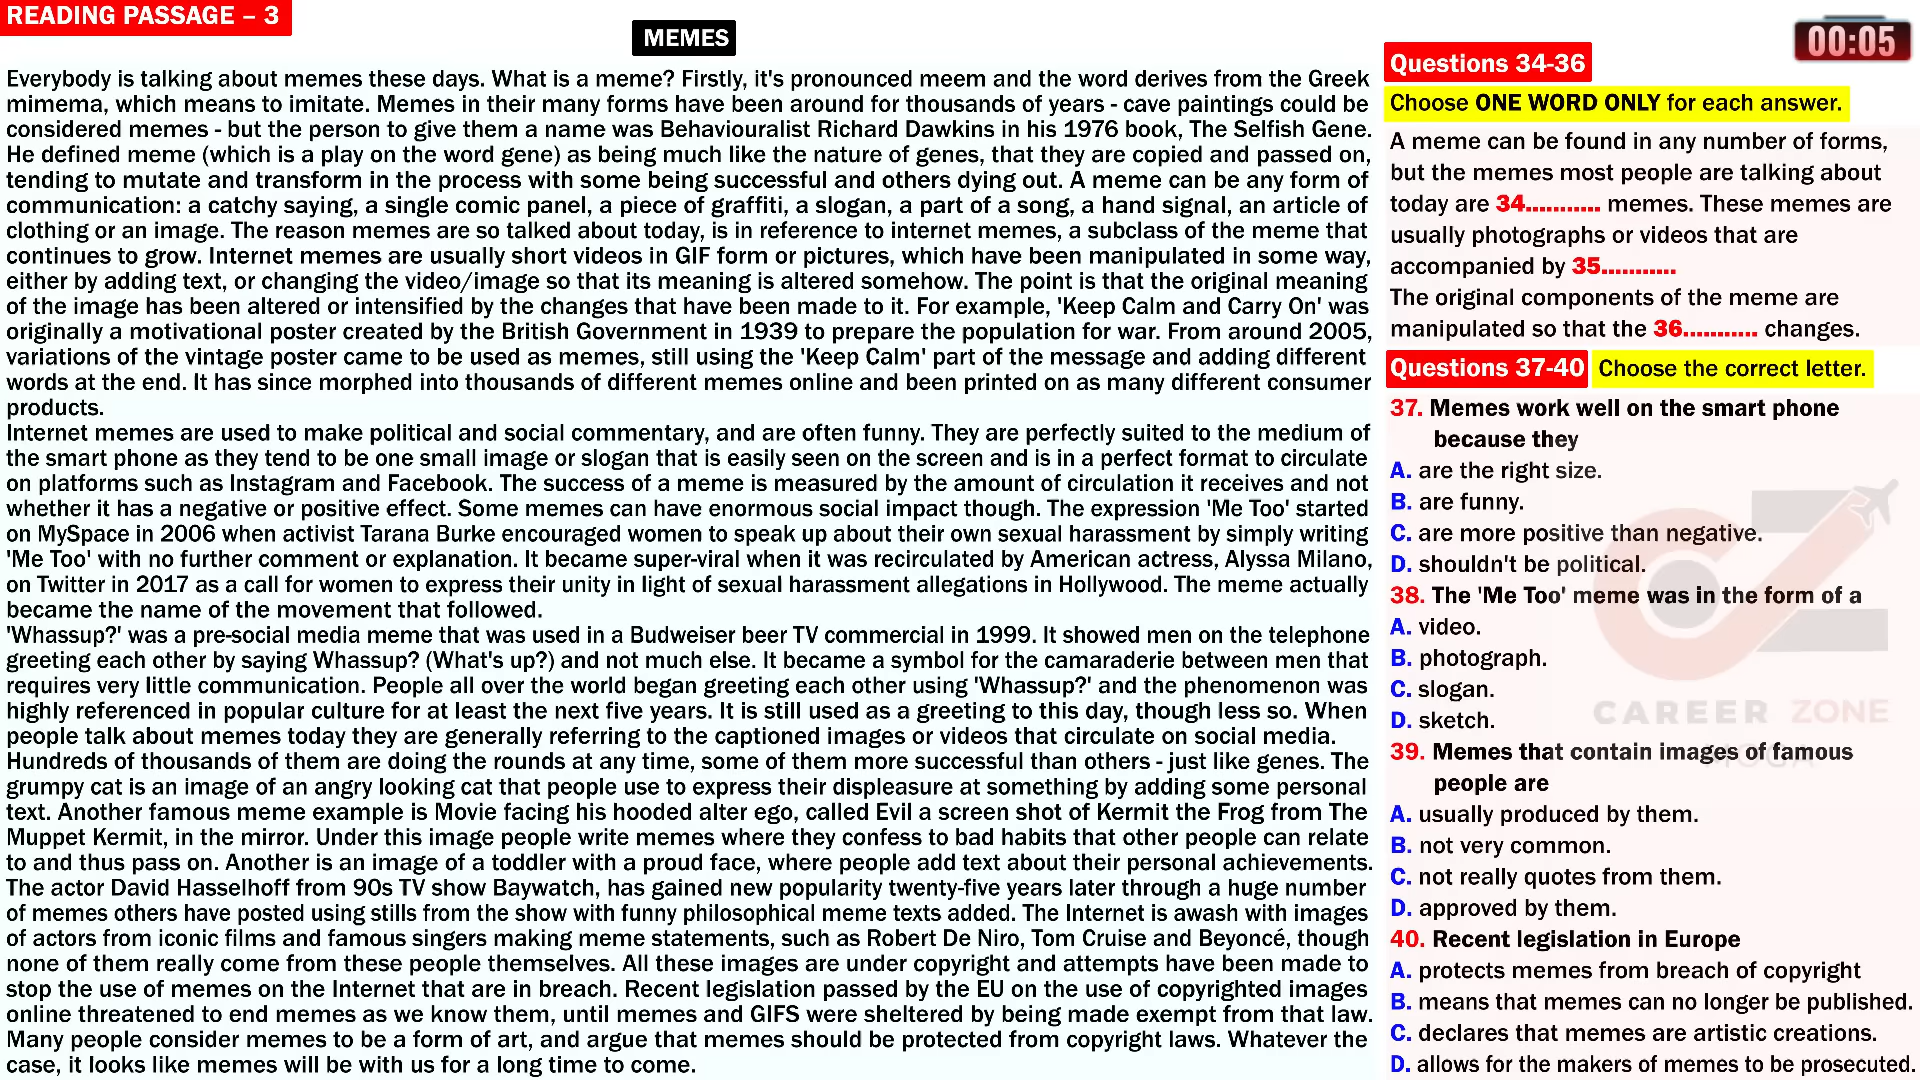 READING PASSAGE – 3
MEMES
Everybody is talking about memes these days. What is a meme? Firstly, it's pronounced meem and the word derives from the Greek
mimema, which means to imitate. Memes in their many forms have been around for thousands of years - cave paintings could be
considered memes - but the person to give them a name was Behaviouralist Richard Dawkins in his 1976 book, The Selfish Gene.
He defined meme (which is a play on the word gene) as being much like the nature of genes, that they are copied and passed on,
tending to mutate and transform in the process with some being successful and others dying out. A meme can be any form of
communication: a catchy saying, a single comic panel, a piece of graffiti, a slogan, a part of a song, a hand signal, an article of
clothing or an image. The reason memes are so talked about today, is in reference to internet memes, a subclass of the meme that
continues to grow. Internet memes are usually short videos in GIF form or pictures, which have been manipulated in some way,
either by adding text, or changing the video/image so that its meaning is altered somehow. The point is that the original meaning
of the image has been altered or intensified by the changes that have been made to it. For example, 'Keep Calm and Carry On' was
originally a motivational poster created by the British Government in 1939 to prepare the population for war. From around 2005,
variations of the vintage poster came to be used as memes, still using the 'Keep Calm' part of the message and adding different
words at the end. It has since morphed into thousands of different memes online and been printed on as many different consumer
products.
Internet memes are used to make political and social commentary, and are often funny. They are perfectly suited to the medium of
the smart phone as they tend to be one small image or slogan that is easily seen on the screen and is in a perfect format to circulate
on platforms such as Instagram and Facebook. The success of a meme is measured by the amount of circulation it receives and not
whether it has a negative or positive effect. Some memes can have enormous social impact though. The expression 'Me Too' started
on MySpace in 2006 when activist Tarana Burke encouraged women to speak up about their own sexual harassment by simply writing
'Me Too' with no further comment or explanation. It became super-viral when it was recirculated by American actress, Alyssa Milano,
on Twitter in 2017 as a call for women to express their unity in light of sexual harassment allegations in Hollywood. The meme actually
became the name of the movement that followed.
'Whassup?' was a pre-social media meme that was used in a Budweiser beer TV commercial in 1999. It showed men on the telephone
greeting each other by saying Whassup? (What's up?) and not much else. It became a symbol for the camaraderie between men that
requires very little communication. People all over the world began greeting each other using 'Whassup?' and the phenomenon was
highly referenced in popular culture for at least the next five years. It is still used as a greeting to this day, though less so. When
people talk about memes today they are generally referring to the captioned images or videos that circulate on social media.
Hundreds of thousands of them are doing the rounds at any time, some of them more successful than others - just like genes. The
grumpy cat is an image of an angry looking cat that people use to express their displeasure at something by adding some personal
text. Another famous meme example is Movie facing his hooded alter ego, called Evil a screen shot of Kermit the Frog from The
Muppet Kermit, in the mirror. Under this image people write memes where they confess to bad habits that other people can relate
to and thus pass on. Another is an image of a toddler with a proud face, where people add text about their personal achievements.
The actor David Hasselhoff from 90s TV show Baywatch, has gained new popularity twenty-five years later through a huge number
of memes others have posted using stills from the show with funny philosophical meme texts added. The Internet is awash with images
of actors from iconic films and famous singers making meme statements, such as Robert De Niro, Tom Cruise and Beyoncé, though
none of them really come from these people themselves. All these images are under copyright and attempts have been made to
stop the use of memes on the Internet that are in breach. Recent legislation passed by the EU on the use of copyrighted images
online threatened to end memes as we know them, until memes and GIFS were sheltered by being made exempt from that law.
Many people consider memes to be a form of art, and argue that memes should be protected from copyright laws. Whatever the
case, it looks like memes will be with us for a long time to come.
00:05
Questions 34-36
Choose ONE WORD ONLY for each answer.
A meme can be found in any number of forms,
but the memes most people are talking about
today are 34........... memes. These memes are
usually photographs or videos that are
accompanied by 35...........
The original components of the meme are
manipulated so that the 36........... changes.
Questions 37-40 Choose the correct letter.
37. Memes work well on the smart phone
because they
A. are the right size.
B. are funny.
C. are more positive than negative.
D. shouldn't be political.
38. The 'Me Too' meme was in the form of a
A. video.
B. photograph.
C. slogan.
D. sketch.
CAREER ZONE
MOGA
39. Memes that contain images of famous
people are
A. usually produced by them.
B. not very common.
C. not really quotes from them.
D. approved by them.
40. Recent legislation in Europe
A. protects memes from breach of copyright
B. means that memes can no longer be published.
C. declares that memes are artistic creations.
D. allows for the makers of memes to be prosecuted.